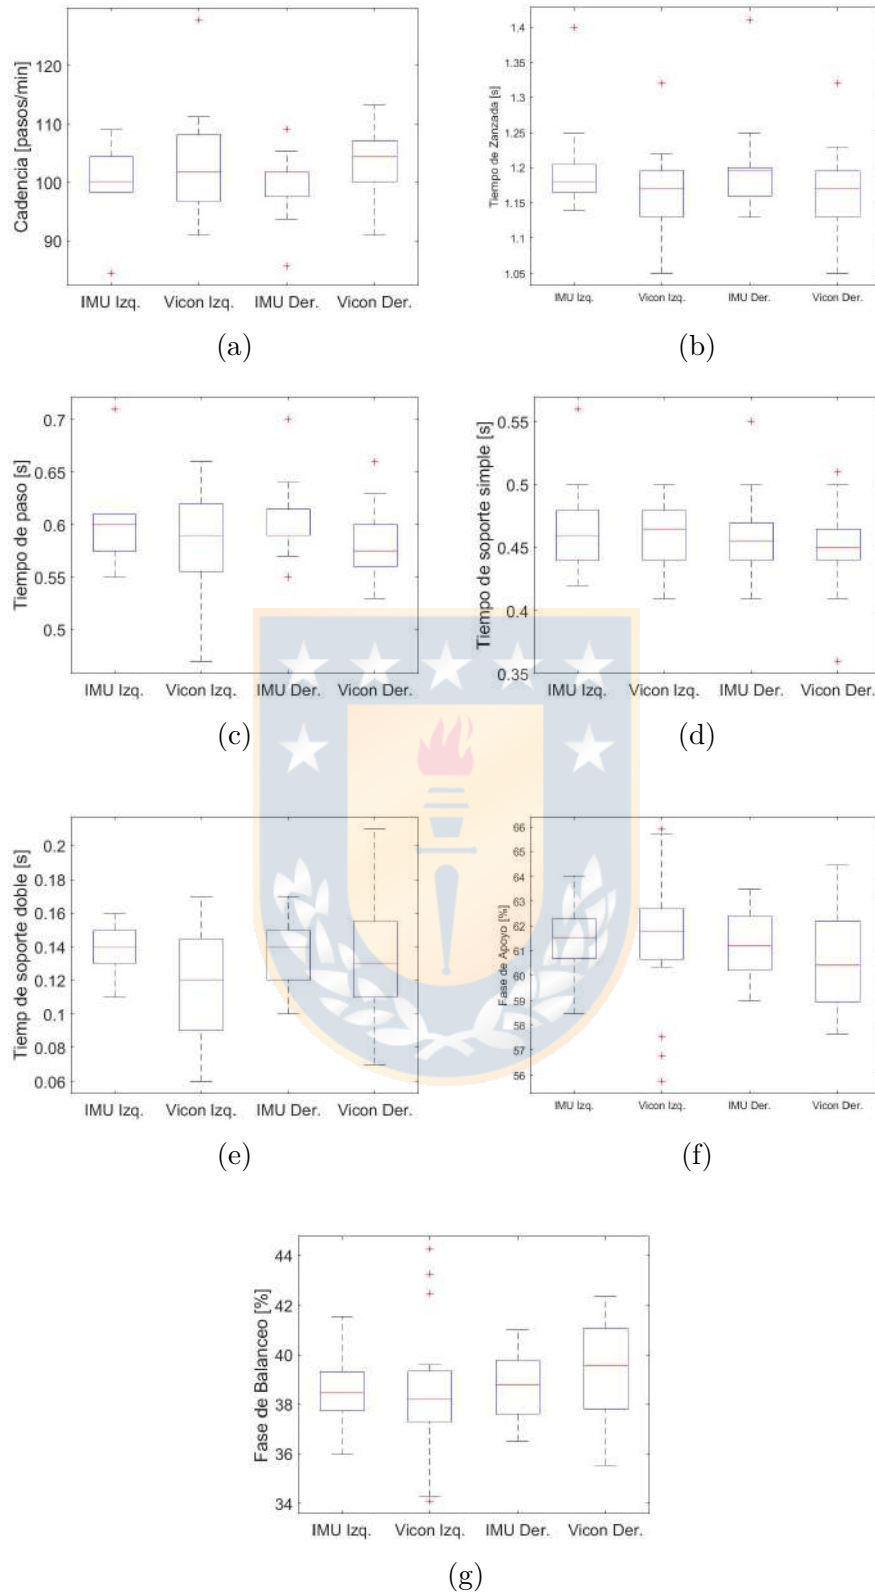 Cadencia [pasos/min]
120
110
100
90
IMU Izq. Vicon Izq. IMU Der. Vicon Der.
(a)
Tiempo de Zanzada [s]
1.4
1.35
1.3
1.25
1.2
1.15
1.1
1.05
IMU Izq. Vicon Izq. IMU Der. Vicon Der.
(b)
Tiempo de paso [s]
0.7
0.65
0.6
0.55
0.5
IMU Izq. Vicon Izq. IMU Der. Vicon Der.
(c)
Tiempo de soporte simple [s]
0.55
0.5
0.45
0.4
0.35
IMU Izq. Vicon Izq. IMU Der. Vicon Der.
(d)
Tiemp de soporte doble [s]
0.2
0.18
0.16
0.14
0.12
0.1
0.08
0.06
IMU Izq. Vicon Izq. IMU Der. Vicon Der.
(e)
Fase de Apoyo [%]
66
65
64
63
62
61
60
59
58
57
56
IMU Izq. Vicon Izq. IMU Der. Vicon Der.
(f)
Fase de Balanceo [%]
44
42
40
38
36
34
IMU Izq. Vicon Izq. IMU Der. Vicon Der.
(g)